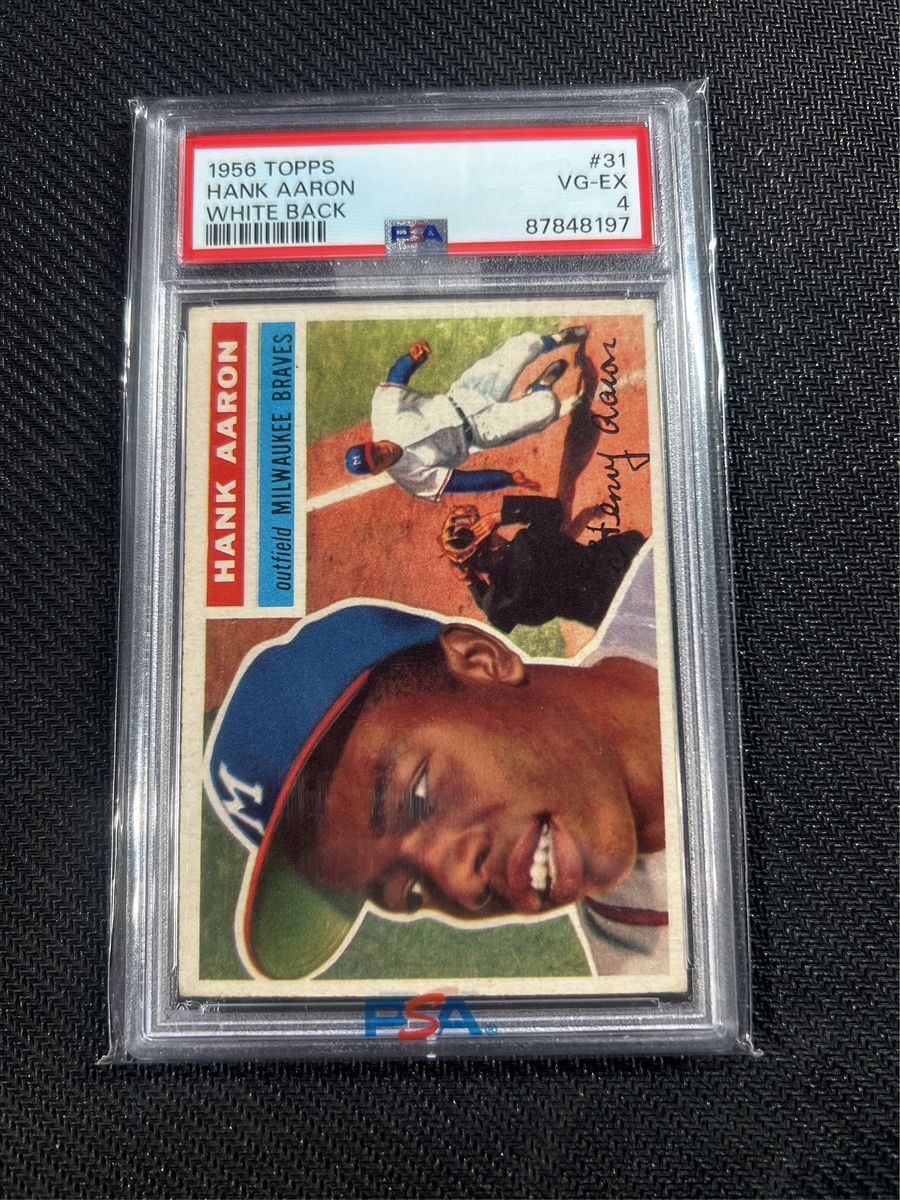 1956 TOPPS
HANK AARON
WHITE BACK
#31
VG-EX
4
87848197
PSA
HANK AARON
outfield MILWAUKEE BRAVES
M
Henry Aaron
M
PSA